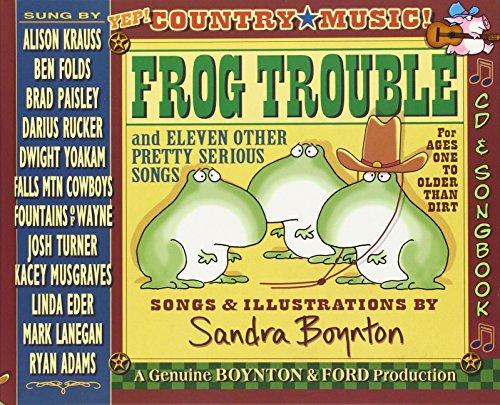 SUNG BY
ALISON KRAUSS
BEN FOLDS
BRAD PAISLEY
DARIUS RUCKER
DWIGHT YOAKAM
FALLS MTN COWBOYS
FOUNTAINS OF WAYNE
JOSH TURNER
KACEY MUSGRAVES
LINDA EDER
MARK LANEGAN
RYAN ADAMS
YEP! COUNTRY★MUSIC!
FROG TROUBLE
and ELEVEN OTHER
PRETTY SERIOUS
SONGS
For
AGES
ONE TO
OLDER
THAN
DIRT
SONGS & ILLUSTRATIONS BY
Sandra Boynton
A Genuine BOYNTON & FORD Production
CD & SONGBOOK